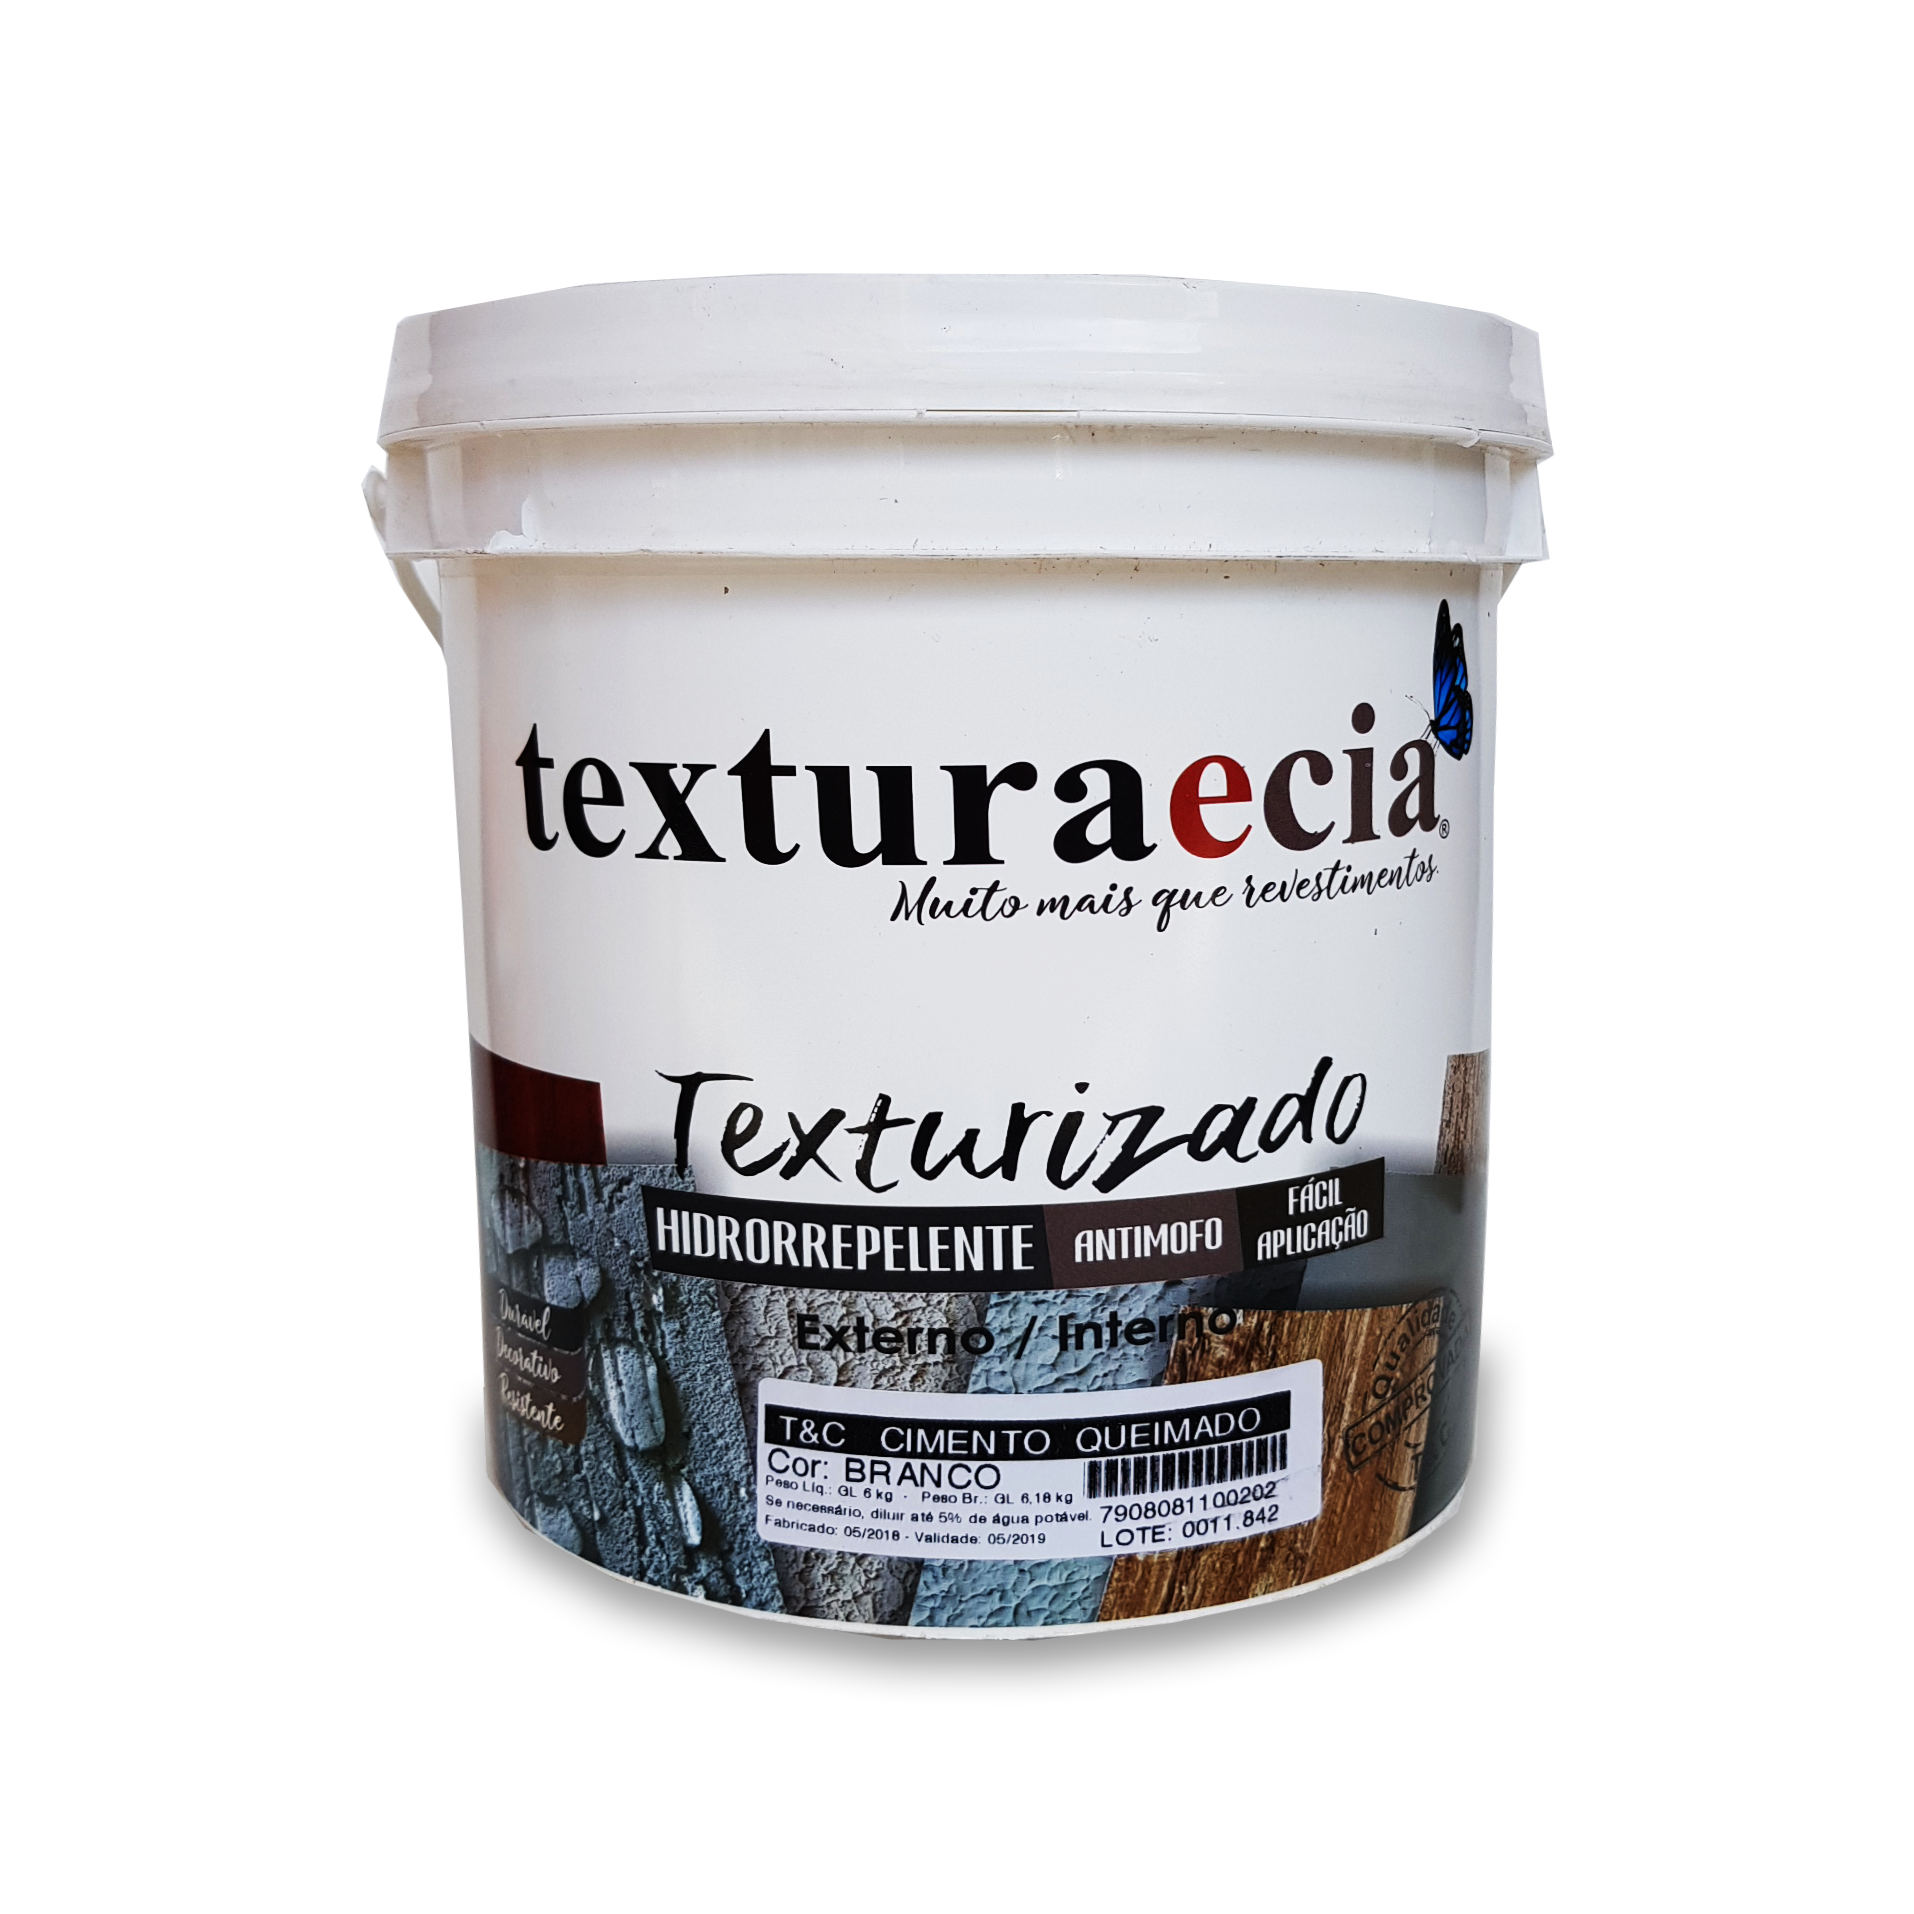 texturaecia®
Muito mais que revestimentos.
Texturizado
HIDRORREPELENTE
ANTIMOFO
FÁCIL
APLICAÇÃO
Externo / Interno
Durável
Decorativo
Resistente
Qualidade
T&C CIMENTO QUEIMADO
Cor: BRANCO
Peso Líq.: GL 6 kg - Peso Br.: GL 6,18 kg
Se necessário, diluir até 5% de água potável.
Fabricado: 05/2018 - Validade: 05/2019
7908081100202
LOTE: 0011.842